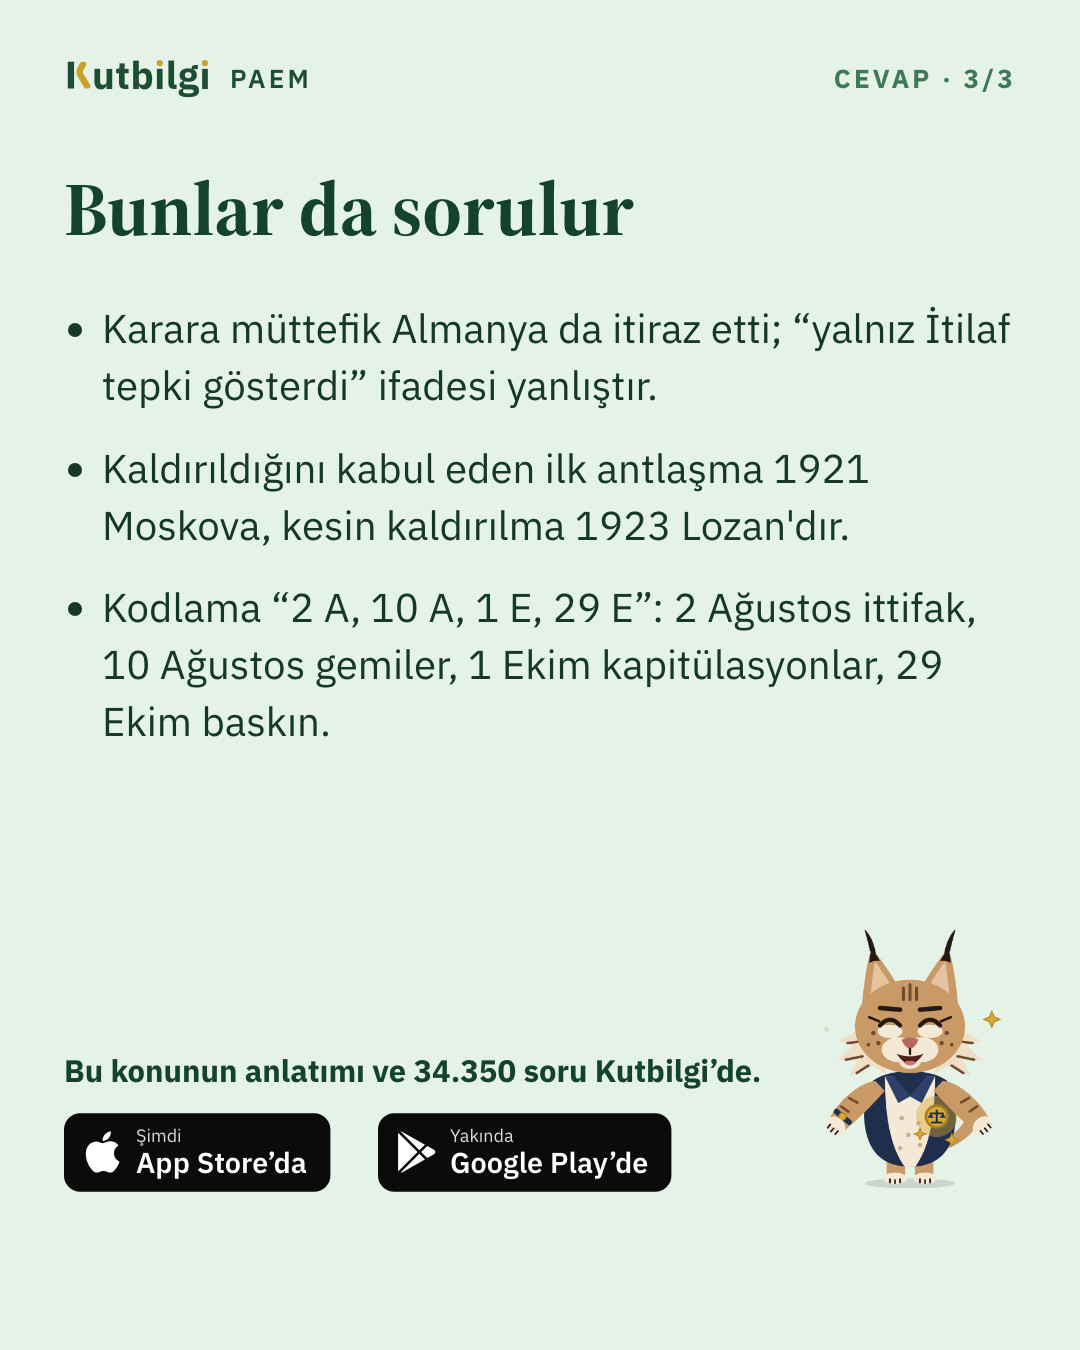 Kutbilgi PAEM
CEVAP · 3/3
Bunlar da sorulur
• Karara müttefik Almanya da itiraz etti; “yalnız İtilaf
tepki gösterdi” ifadesi yanlıştır.
• Kaldırıldığını kabul eden ilk antlaşma 1921
Moskova, kesin kaldırılma 1923 Lozan'dır.
• Kodlama “2 A, 10 A, 1 E, 29 E”: 2 Ağustos ittifak,
10 Ağustos gemiler, 1 Ekim kapitülasyonlar, 29
Ekim baskın.
Bu konunun anlatımı ve 34.350 soru Kutbilgi’de.
Şimdi
App Store’da
Yakında
Google Play’de